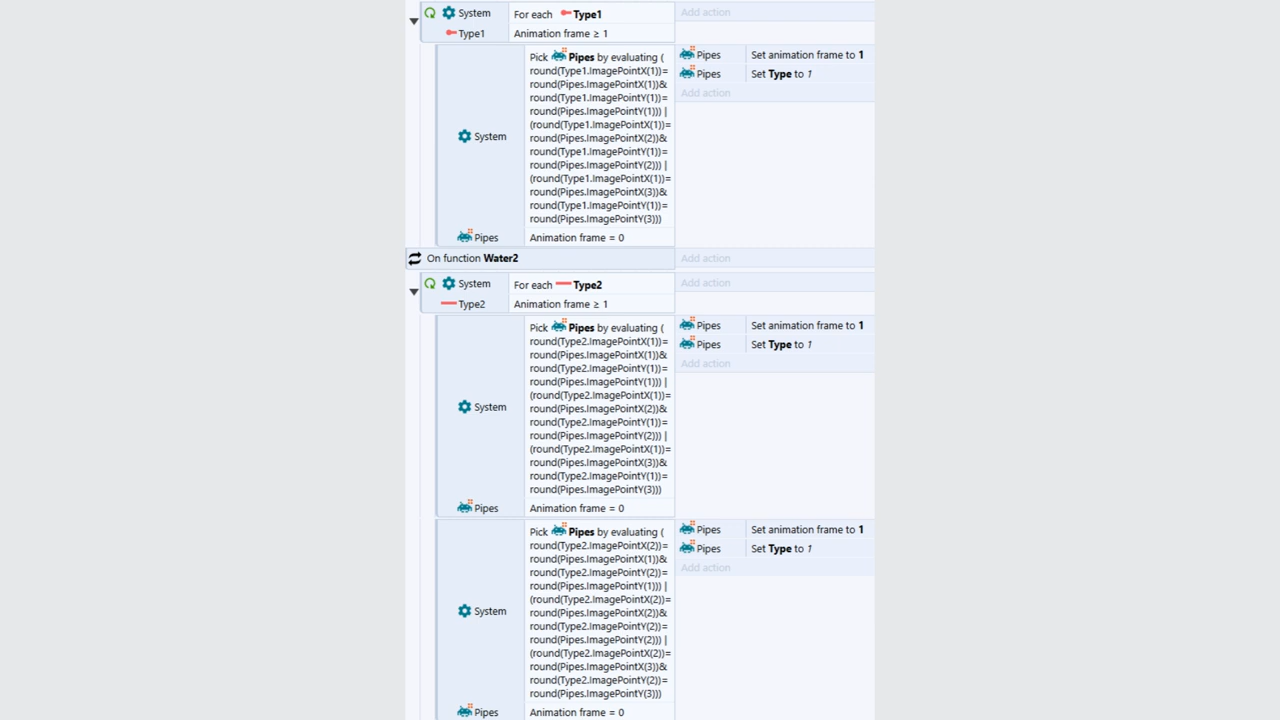 System For each Type1 Add action
Type1 Animation frame ≥ 1
Pick Pipes by evaluating (
round(Type1.ImagePointX(1))=
round(Pipes.ImagePointX(1))&
round(Type1.ImagePointY(1))=
round(Pipes.ImagePointY(1))) |
(round(Type1.ImagePointX(1))=
round(Pipes.ImagePointX(2))&
round(Type1.ImagePointY(1))=
round(Pipes.ImagePointY(2))) |
(round(Type1.ImagePointX(1))=
round(Pipes.ImagePointX(3))&
round(Type1.ImagePointY(1))=
round(Pipes.ImagePointY(3)))
System
Pipes Set animation frame to 1
Pipes Set Type to 1
Add action
Pipes Animation frame = 0
On function Water2 Add action
System For each Type2 Add action
Type2 Animation frame ≥ 1
Pick Pipes by evaluating (
round(Type2.ImagePointX(1))=
round(Pipes.ImagePointX(1))&
round(Type2.ImagePointY(1))=
round(Pipes.ImagePointY(1))) |
(round(Type2.ImagePointX(1))=
round(Pipes.ImagePointX(2))&
round(Type2.ImagePointY(1))=
round(Pipes.ImagePointY(2))) |
(round(Type2.ImagePointX(1))=
round(Pipes.ImagePointX(3))&
round(Type2.ImagePointY(1))=
round(Pipes.ImagePointY(3)))
System
Pipes Set animation frame to 1
Pipes Set Type to 1
Add action
Pipes Animation frame = 0
Pick Pipes by evaluating (
round(Type2.ImagePointX(2))=
round(Pipes.ImagePointX(1))&
round(Type2.ImagePointY(2))=
round(Pipes.ImagePointY(1))) |
(round(Type2.ImagePointX(2))=
round(Pipes.ImagePointX(2))&
round(Type2.ImagePointY(2))=
round(Pipes.ImagePointY(2))) |
(round(Type2.ImagePointX(2))=
round(Pipes.ImagePointX(3))&
round(Type2.ImagePointY(2))=
round(Pipes.ImagePointY(3)))
System
Pipes Set animation frame to 1
Pipes Set Type to 1
Add action
Pipes Animation frame = 0